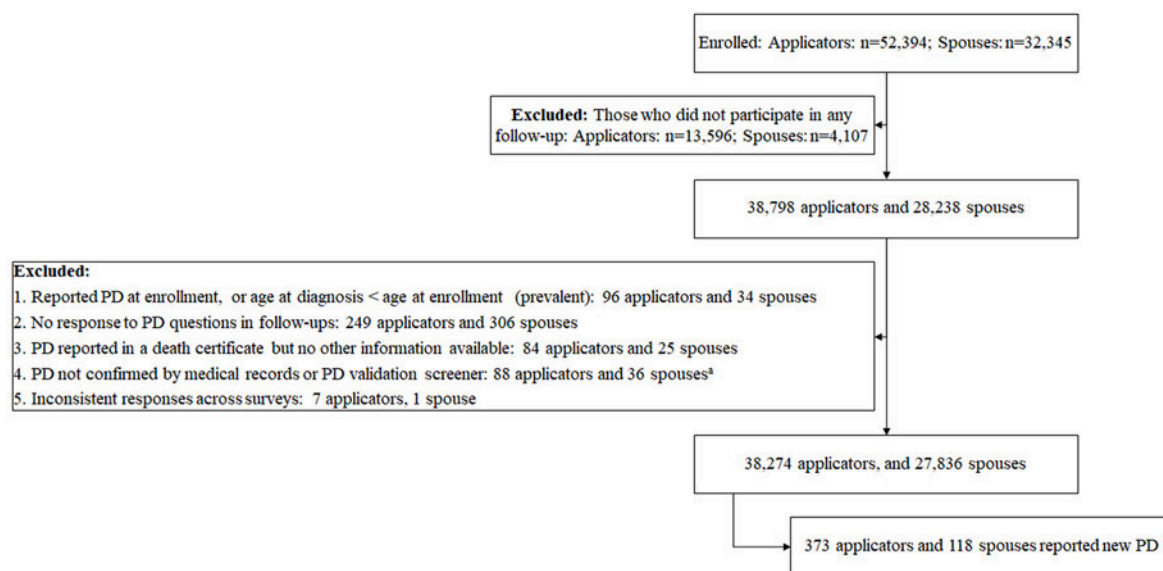 Enrolled: Applicators: n=52,394; Spouses: n=32,345
Excluded: Those who did not participate in any
follow-up: Applicators: n=13,596; Spouses: n=4,107
38,798 applicators and 28,238 spouses
Excluded:
1. Reported PD at enrollment, or age at diagnosis < age at enrollment (prevalent): 96 applicators and 34 spouses
2. No response to PD questions in follow-ups: 249 applicators and 306 spouses
3. PD reported in a death certificate but no other information available: 84 applicators and 25 spouses
4. PD not confirmed by medical records or PD validation screener: 88 applicators and 36 spousesª
5. Inconsistent responses across surveys: 7 applicators, 1 spouse
38,274 applicators, and 27,836 spouses
373 applicators and 118 spouses reported new PD